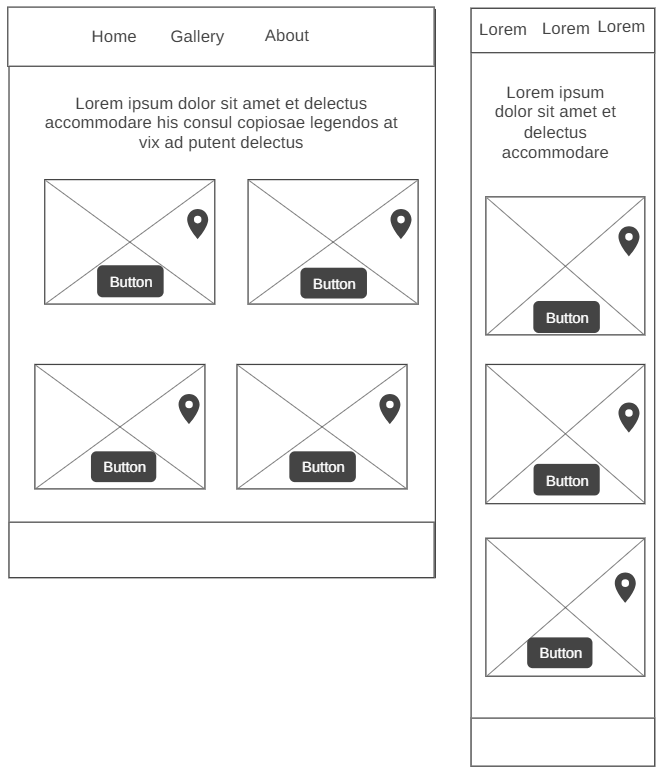 Home Gallery About
Lorem ipsum dolor sit amet et delectus
accommodare his consul copiosae legendos at
vix ad putent delectus
Button Button
Button Button
Lorem Lorem Lorem
Lorem ipsum
dolor sit amet et
delectus
accommodare
Button
Button
Button